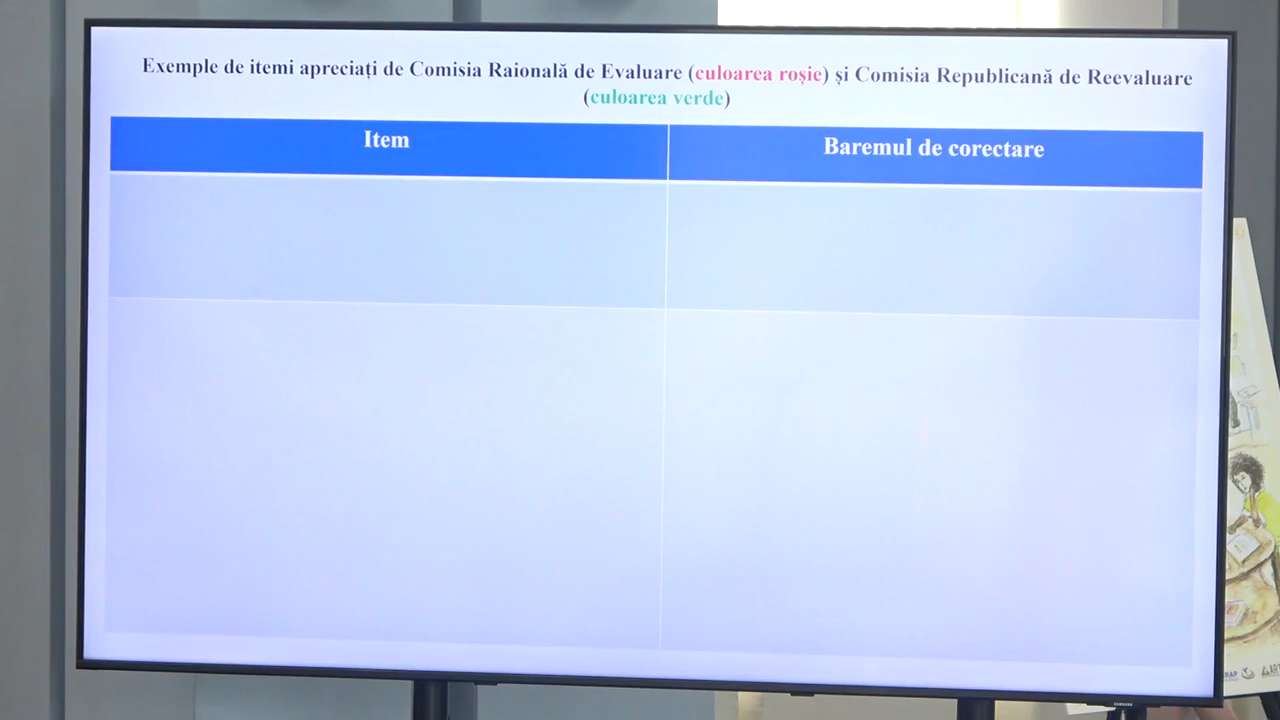 Exemple de itemi apreciați de Comisia Raională de Evaluare (culoarea roșie) și Comisia Republicană de Reevaluare
(culoarea verde)
Item
Baremul de corectare
SAMSUNG